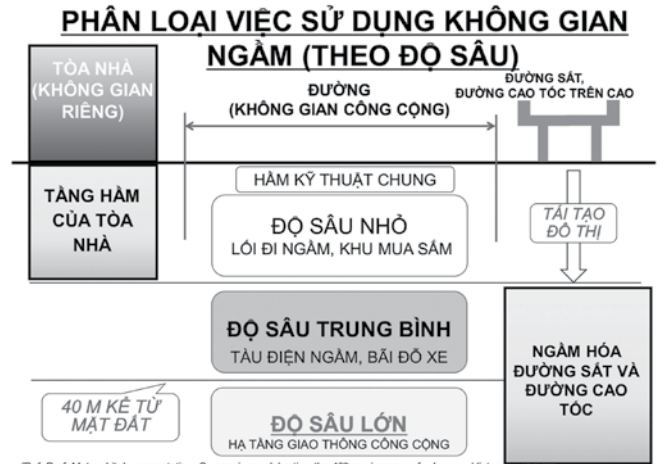 PHÂN LOẠI VIỆC SỬ DỤNG KHÔNG GIAN
NGẦM (THEO ĐỘ SÂU)
TÒA NHÀ
(KHÔNG GIAN
RIÊNG)
ĐƯỜNG
(KHÔNG GIAN CÔNG CỘNG)
ĐƯỜNG SẮT,
ĐƯỜNG CAO TỐC TRÊN CAO
TẦNG HẦM
CỦA TÒA
NHÀ
HẦM KỸ THUẬT CHUNG
ĐỘ SÂU NHỎ
LỐI ĐI NGẦM, KHU MUA SẮM
TÁI TẠO
ĐÔ THỊ
ĐỘ SÂU TRUNG BÌNH
TÀU ĐIỆN NGẦM, BÃI ĐỖ XE
NGẦM HÓA
ĐƯỜNG SẮT VÀ
ĐƯỜNG CAO
TỐC
40 M KỂ TỪ
MẶT ĐẤT
ĐỘ SÂU LỚN
HẠ TẦNG GIAO THÔNG CÔNG CỘNG